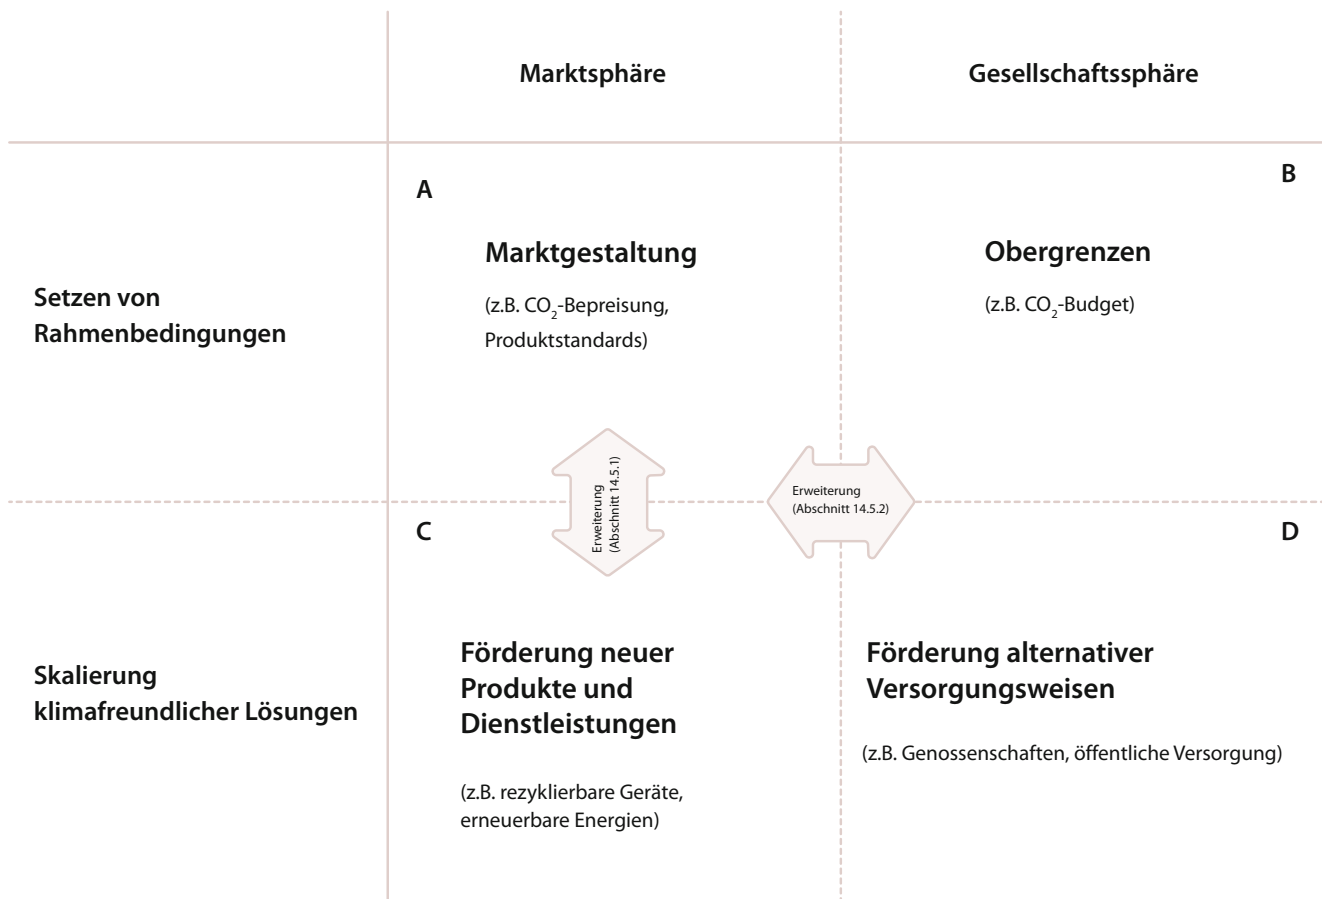 Marktsphäre
Gesellschaftssphäre
Setzen von
Rahmenbedingungen
A
Marktgestaltung
(z.B. CO₂-Bepreisung,
Produktstandards)
B
Obergrenzen
(z.B. CO₂-Budget)
Erweiterung
(Abschnitt 14.5.1)
Erweiterung
(Abschnitt 14.5.2)
Skalierung
klimafreundlicher Lösungen
C
Förderung neuer
Produkte und
Dienstleistungen
(z.B. rezyklierbare Geräte,
erneuerbare Energien)
D
Förderung alternativer
Versorgungsweisen
(z.B. Genossenschaften, öffentliche Versorgung)